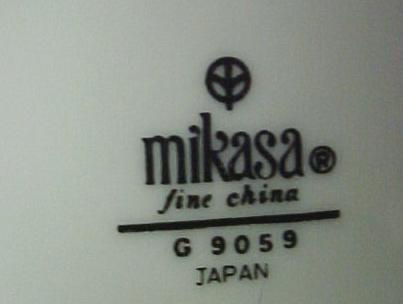 mikasa®
fine china
G 9059
JAPAN